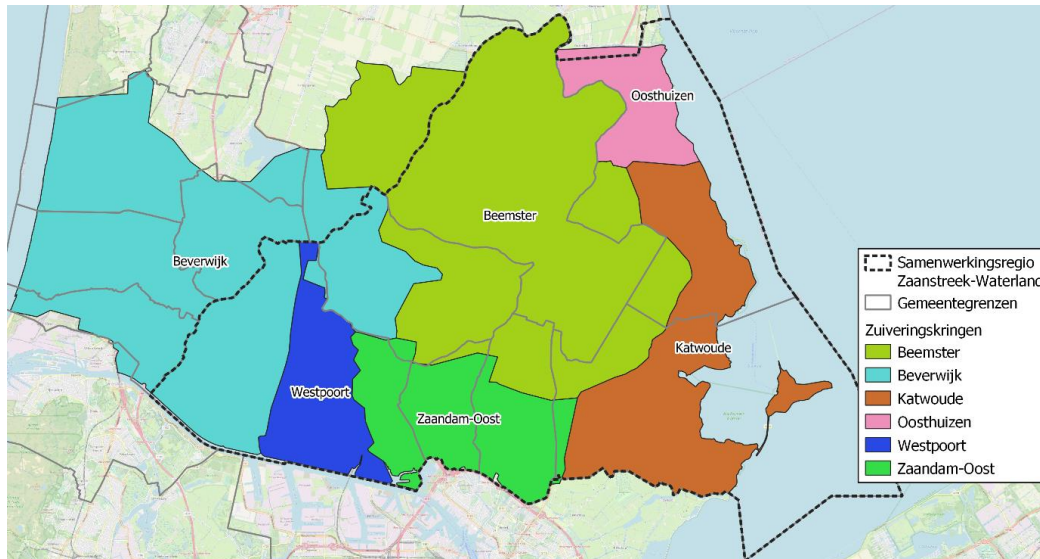 Oosthuizen
Beemster
Beverwijk
Katwoude
Westpoort
Zaandam-Oost
Samenwerkingsregio
Zaanstreek-Waterland
Gemeentegrenzen
Zuiveringskringen
Beemster
Beverwijk
Katwoude
Oosthuizen
Westpoort
Zaandam-Oost